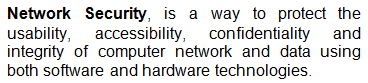 Network Security, is a way to protect the
usability, accessibility, confidentiality and
integrity of computer network and data using
both software and hardware technologies.